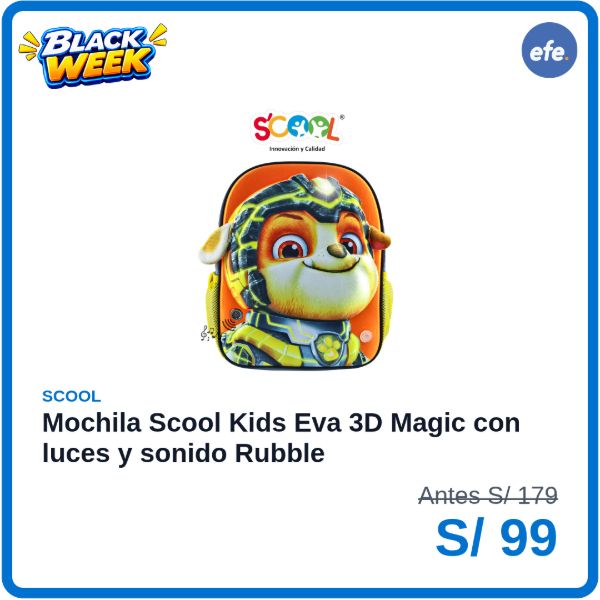 BLACK
WEEK
efe.
S'COOL®
Innovación y Calidad
SCOOL
Mochila Scool Kids Eva 3D Magic con
luces y sonido Rubble
Antes S/ 179
S/ 99